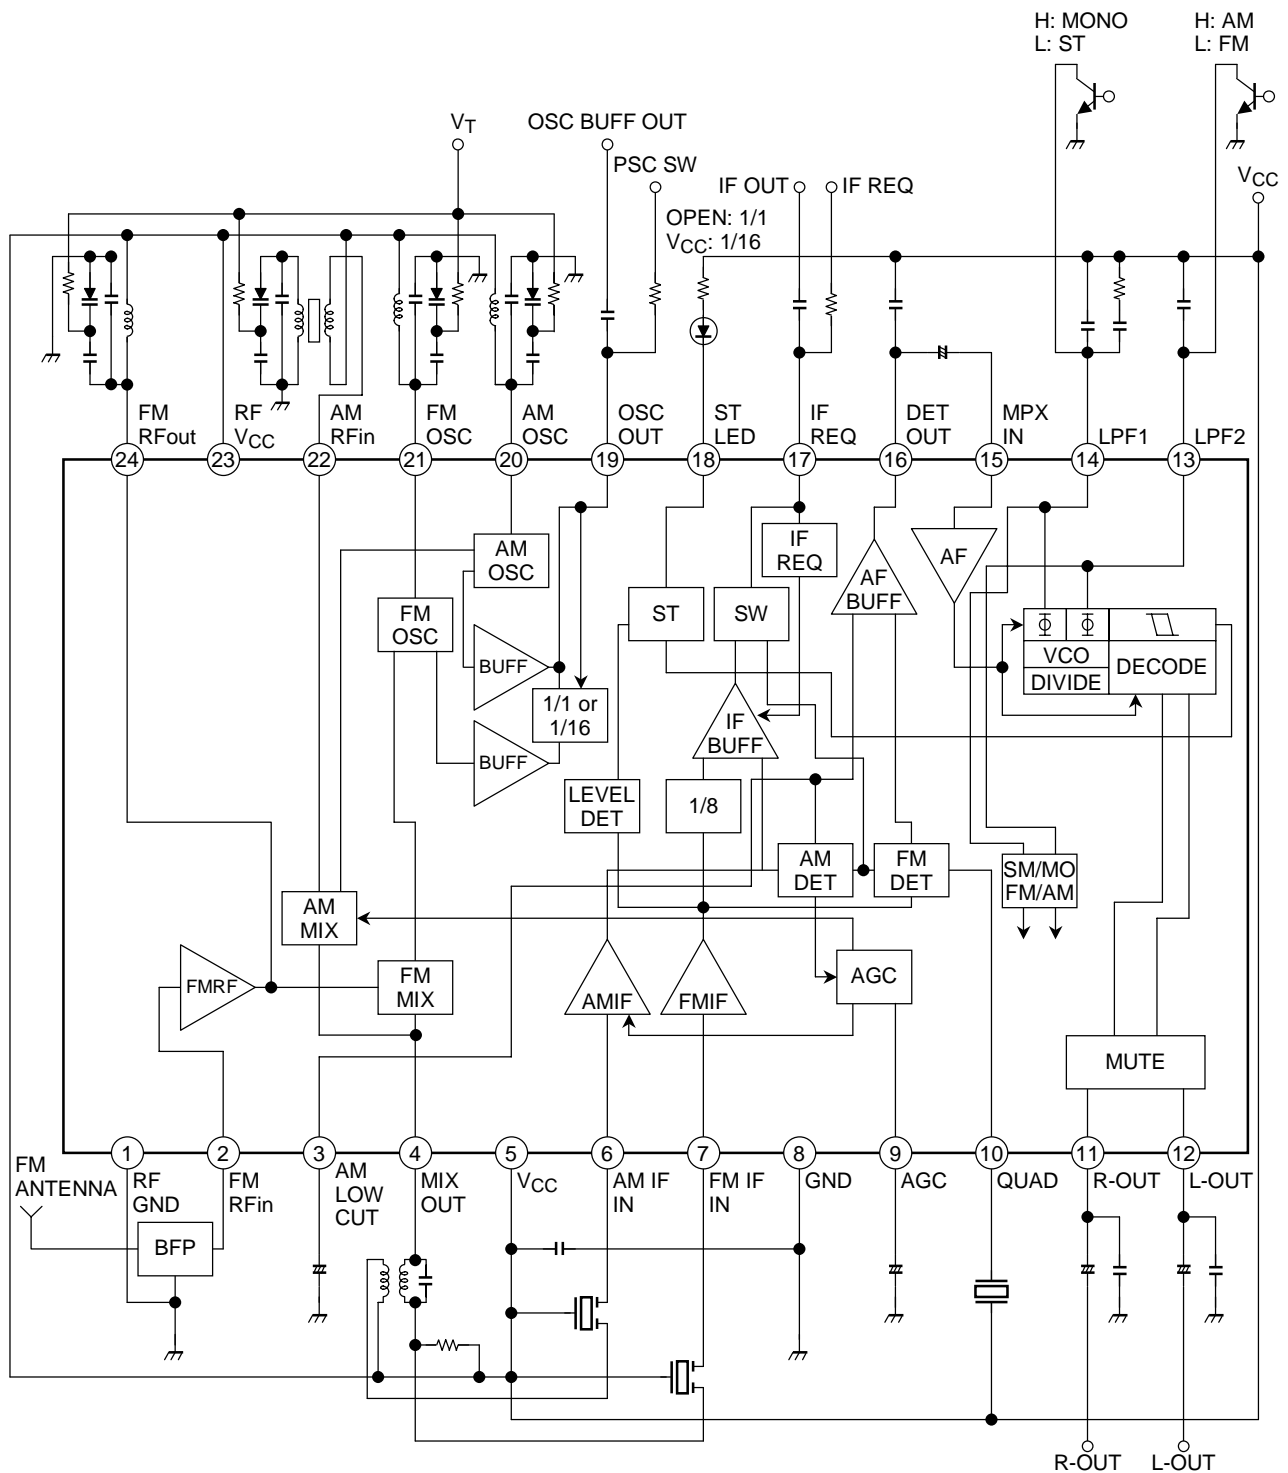 H: MONO
L: ST
H: AM
L: FM
VT
OSC BUFF OUT
PSC SW
IF OUT
IF REQ
VCC
OPEN: 1/1
VCC: 1/16
FM
RFout
RF
VCC
AM
RFin
FM
OSC
AM
OSC
OSC
OUT
ST
LED
IF
REQ
DET
OUT
MPX
IN
LPF1
LPF2
24
23
22
21
20
19
18
17
16
15
14
13
AM
OSC
IF
REQ
AF
FM
OSC
BUFF
ST
SW
AF
BUFF
VCO
DIVIDE
DECODE
1/1 or
1/16
BUFF
IF
BUFF
LEVEL
DET
1/8
AM
DET
FM
DET
SM/MO
FM/AM
AM
MIX
FMRF
FM
MIX
AMIF
FMIF
AGC
MUTE
1
2
3
4
5
6
7
8
9
10
11
12
FM
ANTENNA
RF
GND
FM
RFin
AM
LOW
CUT
MIX
OUT
VCC
AM IF
IN
FM IF
IN
GND
AGC
QUAD
R-OUT
L-OUT
BFP
R-OUT
L-OUT